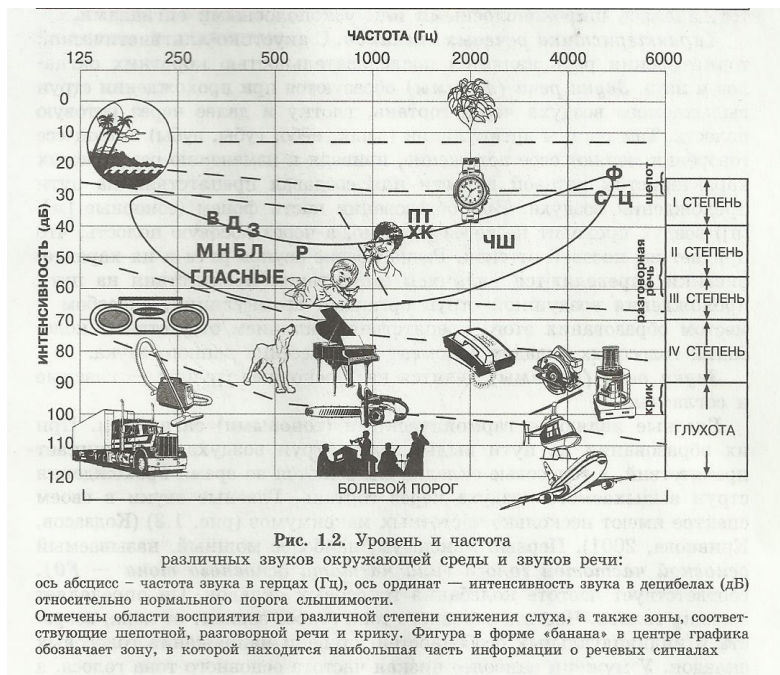 ЧАСТОТА (Гц)
125 250 500 1000 2000 4000 6000
ИНТЕНСИВНОСТЬ (дБ)
0
10
20
30
40
50
60
70
80
90
100
110
120
Ф
С Ц
В Д З
М Н Б Л
ГЛАСНЫЕ
Р
ПТ
ХК
ЧШ
шепот
разговорная
речь
крик
I СТЕПЕНЬ
II СТЕПЕНЬ
III СТЕПЕНЬ
IV СТЕПЕНЬ
ГЛУХОТА
БОЛЕВОЙ ПОРОГ
Рис. 1.2. Уровень и частота
различных звуков окружающей среды и звуков речи:
ось абсцисс – частота звука в герцах (Гц), ось ординат – интенсивность звука в децибелах (дБ)
относительно нормального порога слышимости.
Отмечены области восприятия при различной степени снижения слуха, а также зоны, соответ-
ствующие шепотной, разговорной речи и крику. Фигура в форме «банана» в центре графика
обозначает зону, в которой находится наибольшая часть информации о речевых сигналах